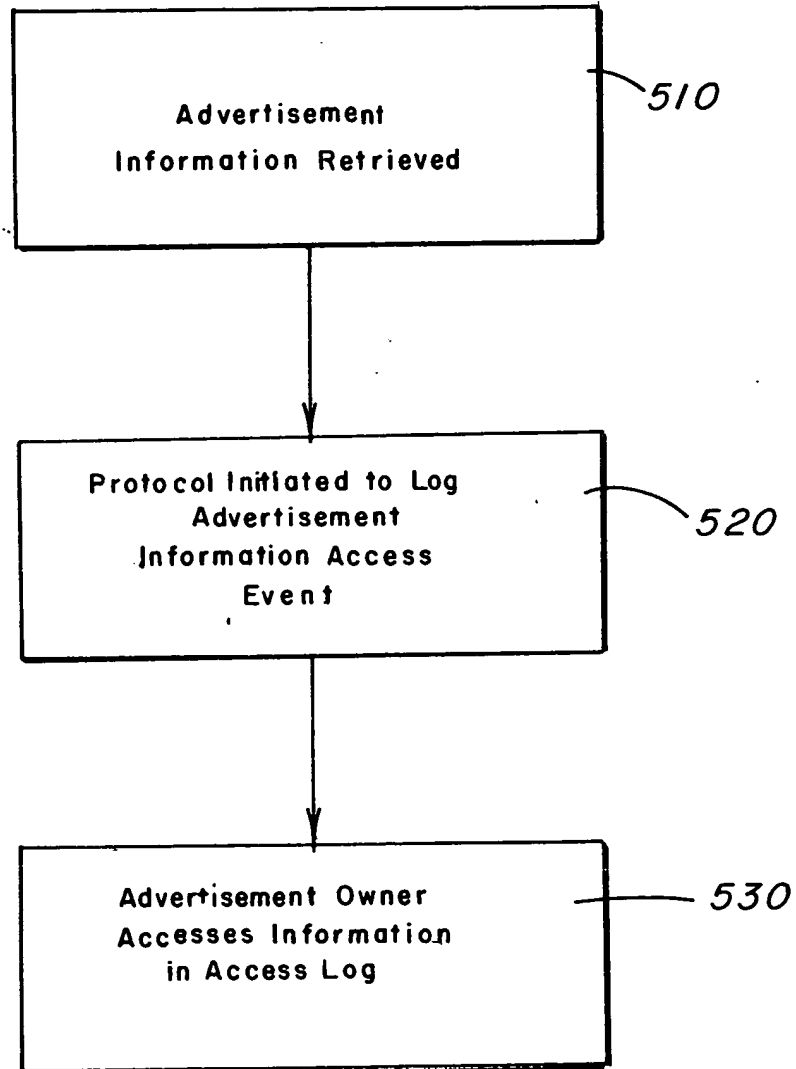 Advertisement
Information Retrieved
510
Protocol Initiated to Log
Advertisement
Information Access
Event
520
Advertisement Owner
Accesses Information
in Access Log
530